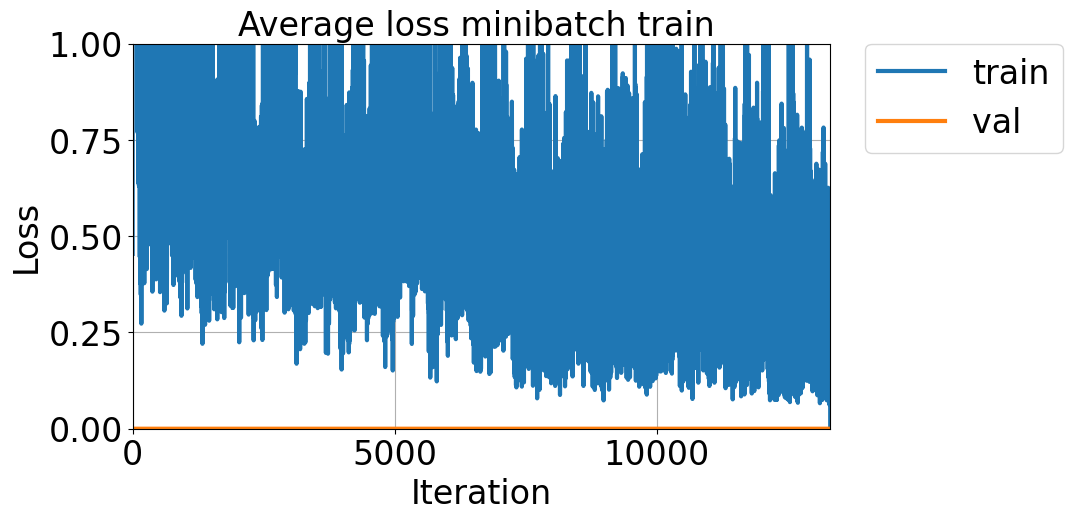 Average loss minibatch train
1.00
0.75
0.50
0.25
0.00
Loss
0 5000 10000
Iteration
train
val